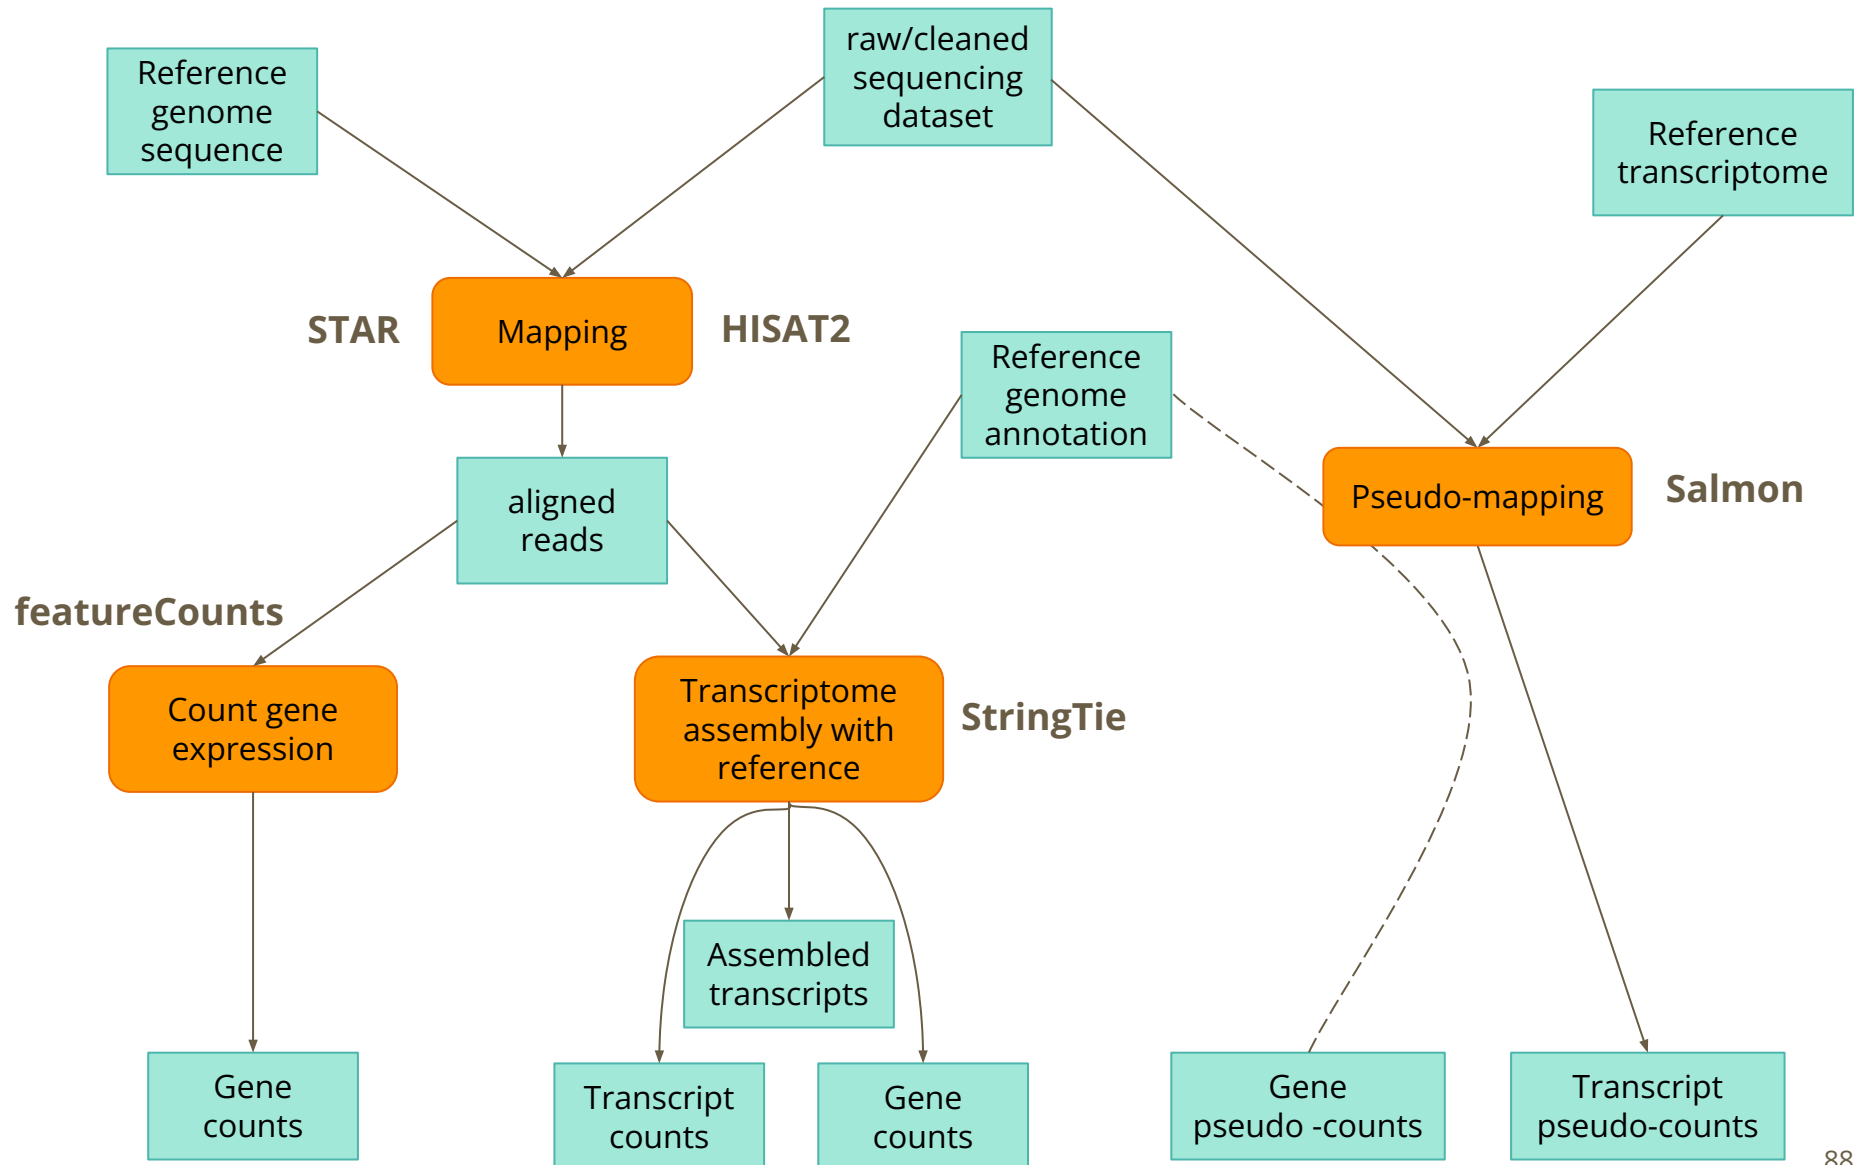 raw/cleaned
sequencing
dataset
Reference
genome
sequence
Reference
transcriptome
STAR
Mapping
HISAT2
Reference
genome
annotation
Pseudo-mapping
Salmon
aligned
reads
featureCounts
Count gene
expression
Transcriptome
assembly with
reference
StringTie
Assembled
transcripts
Gene
counts
Transcript
counts
Gene
counts
Gene
pseudo -counts
Transcript
pseudo-counts
88